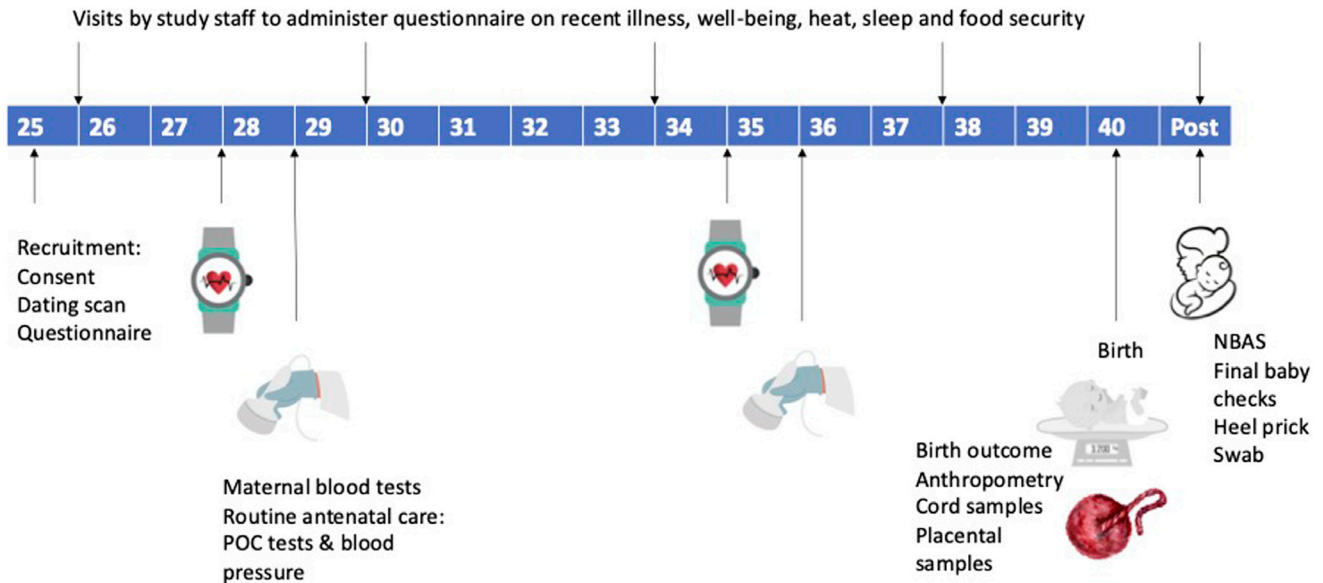 Visits by study staff to administer questionnaire on recent illness, well-being, heat, sleep and food security
25 26 27 28 29 30 31 32 33 34 35 36 37 38 39 40 Post
Recruitment:
Consent
Dating scan
Questionnaire
Maternal blood tests
Routine antenatal care:
POC tests & blood
pressure
Birth
Birth outcome
Anthropometry
Cord samples
Placental
samples
NBAS
Final baby
checks
Heel prick
Swab